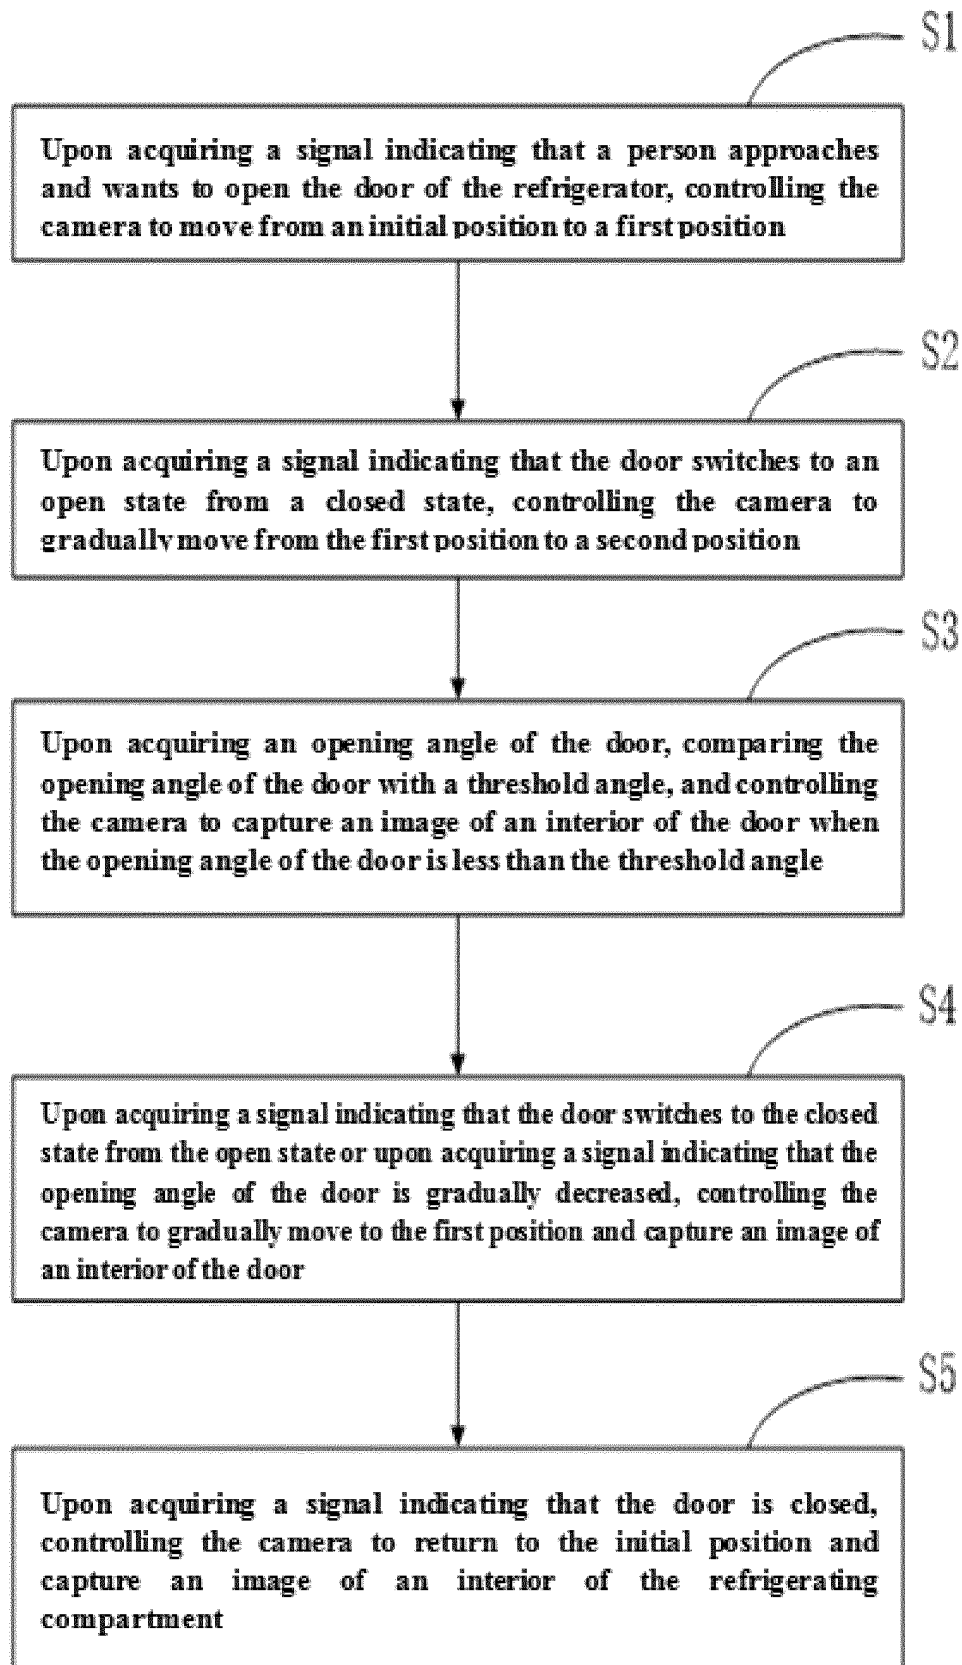 S1
Upon acquiring a signal indicating that a person approaches
and wants to open the door of the refrigerator, controlling the
camera to move from an initial position to a first position
S2
Upon acquiring a signal indicating that the door switches to an
open state from a closed state, controlling the camera to
gradually move from the first position to a second position
S3
Upon acquiring an opening angle of the door, comparing the
opening angle of the door with a threshold angle, and controlling
the camera to capture an image of an interior of the door when
the opening angle of the door is less than the threshold angle
S4
Upon acquiring a signal indicating that the door switches to the closed
state from the open state or upon acquiring a signal indicating that the
opening angle of the door is gradually decreased, controlling the
camera to gradually move to the first position and capture an image of
an interior of the door
S5
Upon acquiring a signal indicating that the door is closed,
controlling the camera to return to the initial position and
capture an image of an interior of the refrigerating
compartment